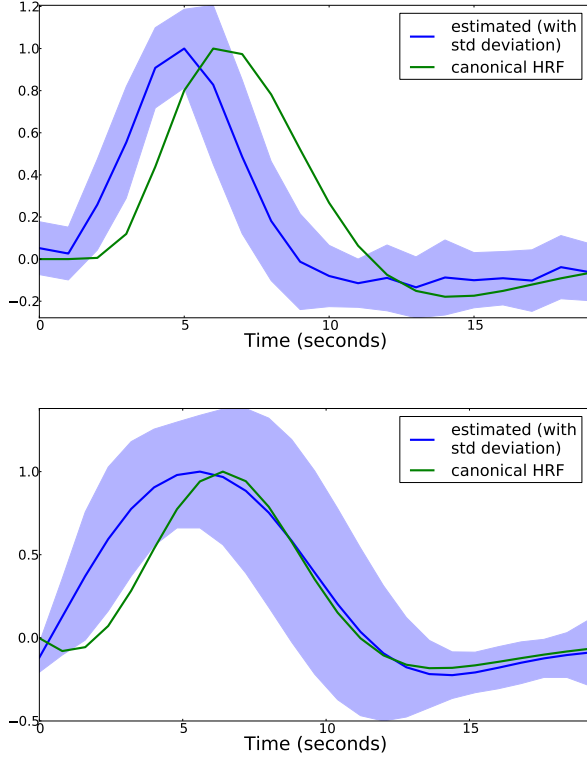 1.2
1.0
0.8
0.6
0.4
0.2
0.0
−0.2
estimated (with
std deviation)
canonical HRF
0 5 10 15
Time (seconds)
1.0
0.5
0.0
−0.5
estimated (with
std deviation)
canonical HRF
0 5 10 15
Time (seconds)